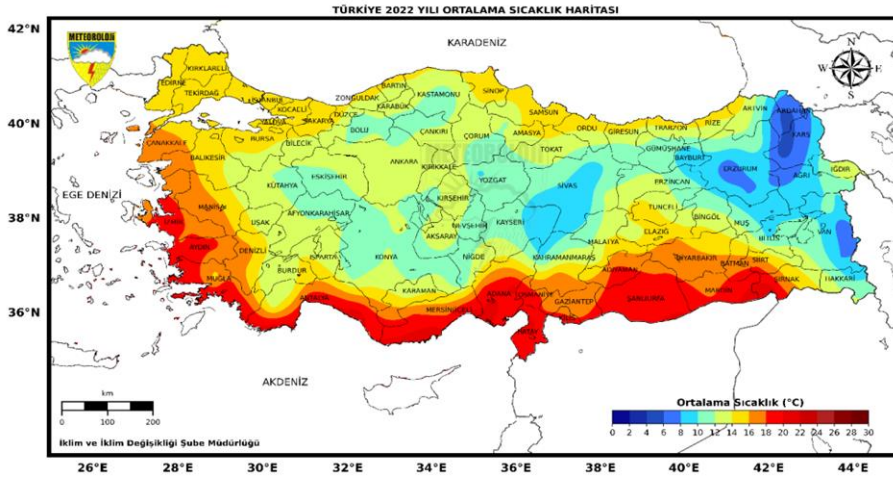 TÜRKİYE 2022 YILI ORTALAMA SICAKLIK HARİTASI
42°N
40°N
38°N
36°N
METEOROLOJİ
KARADENİZ
N
W E
S
KIRKLARELİ
EDİRNE
TEKİRDAĞ
İSTANBUL
KOCAELİ
YALOVA
SAKARYA
DÜZCE
ZONGULDAK
BARTIN
KARABÜK
KASTAMONU
SİNOP
SAMSUN
BOLU
ÇANKIRI
ÇORUM
AMASYA
ORDU
GİRESUN
TRABZON
RİZE
ARTVİN
ARDAHAN
KARS
ÇANAKKALE
BALIKESİR
BURSA
BİLECİK
ANKARA
KIRIKKALE
TOKAT
GÜMÜŞHANE
BAYBURT
ERZURUM
AĞRI
IĞDIR
KÜTAHYA
ESKİŞEHİR
YOZGAT
SİVAS
ERZİNCAN
EGE DENİZİ
MANİSA
İZMİR
UŞAK
AFYONKARAHİSAR
KIRŞEHİR
NEVŞEHİR
KAYSERİ
TUNCELİ
BİNGÖL
MUŞ
BİTLİS
VAN
AYDIN
DENİZLİ
ISPARTA
KONYA
AKSARAY
NİĞDE
KAHRAMANMARAŞ
MALATYA
ELAZIĞ
DİYARBAKIR
BATMAN
SİİRT
ŞIRNAK
HAKKARİ
MUĞLA
BURDUR
ANTALYA
KARAMAN
MERSİN
ADANA
OSMANİYE
GAZİANTEP
ADIYAMAN
ŞANLIURFA
MARDİN
KİLİS
HATAY
AKDENİZ
km
0 100 200
Ortalama Sıcaklık (°C)
0 2 4 6 8 10 12 14 16 18 20 22 24 26 28 30
İklim ve İklim Değişikliği Şube Müdürlüğü
26°E 28°E 30°E 32°E 34°E 36°E 38°E 40°E 42°E 44°E